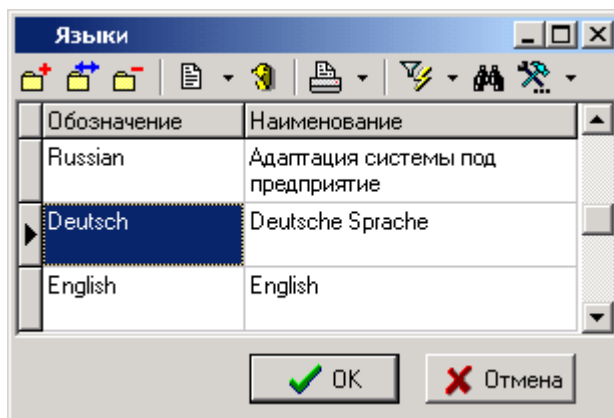 Языки
Обозначение Наименование
Russian Адаптация системы под
предприятие
Deutsch Deutsche Sprache
English English
OK Отмена